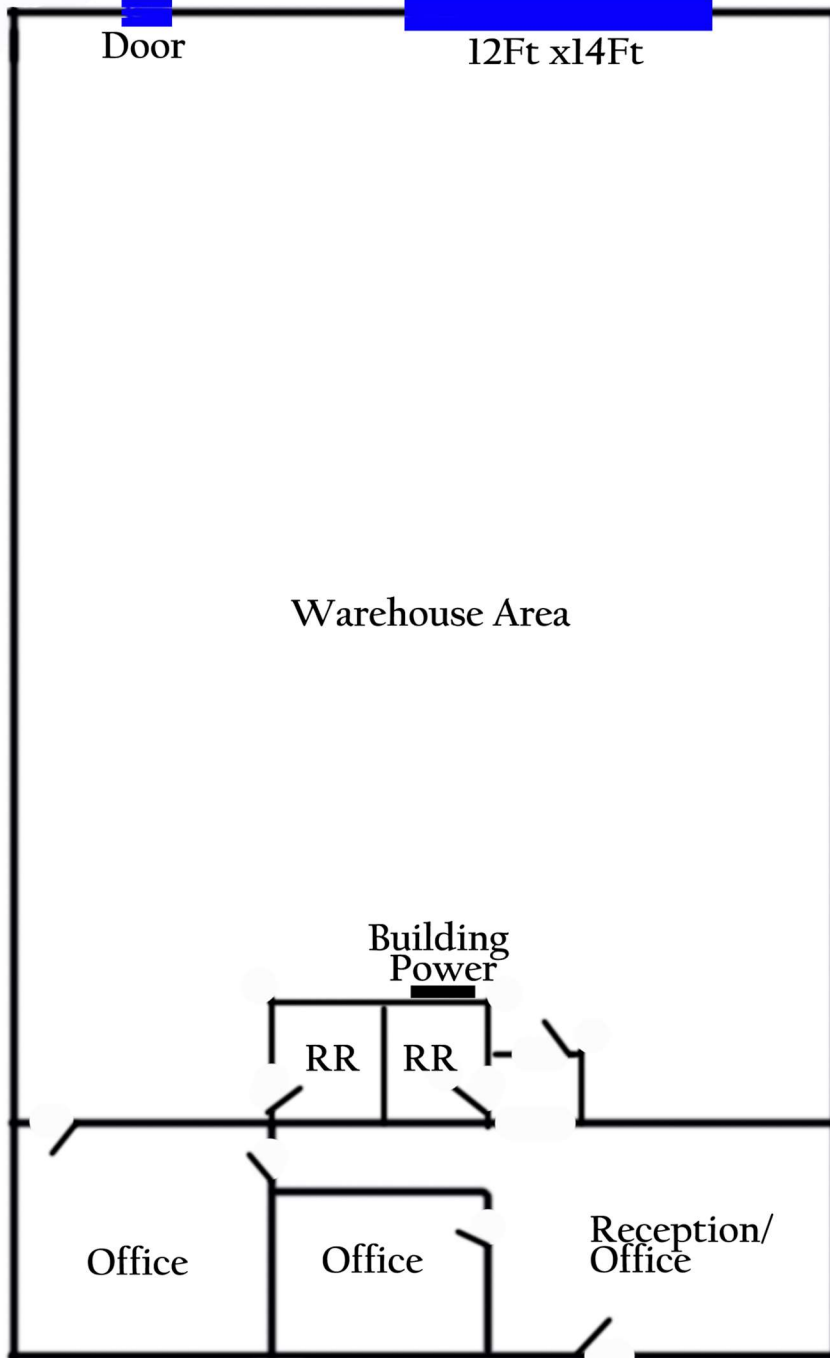 Door
12Ft x14Ft
Warehouse Area
Building
Power
RR RR
Office
Office
Reception/
Office